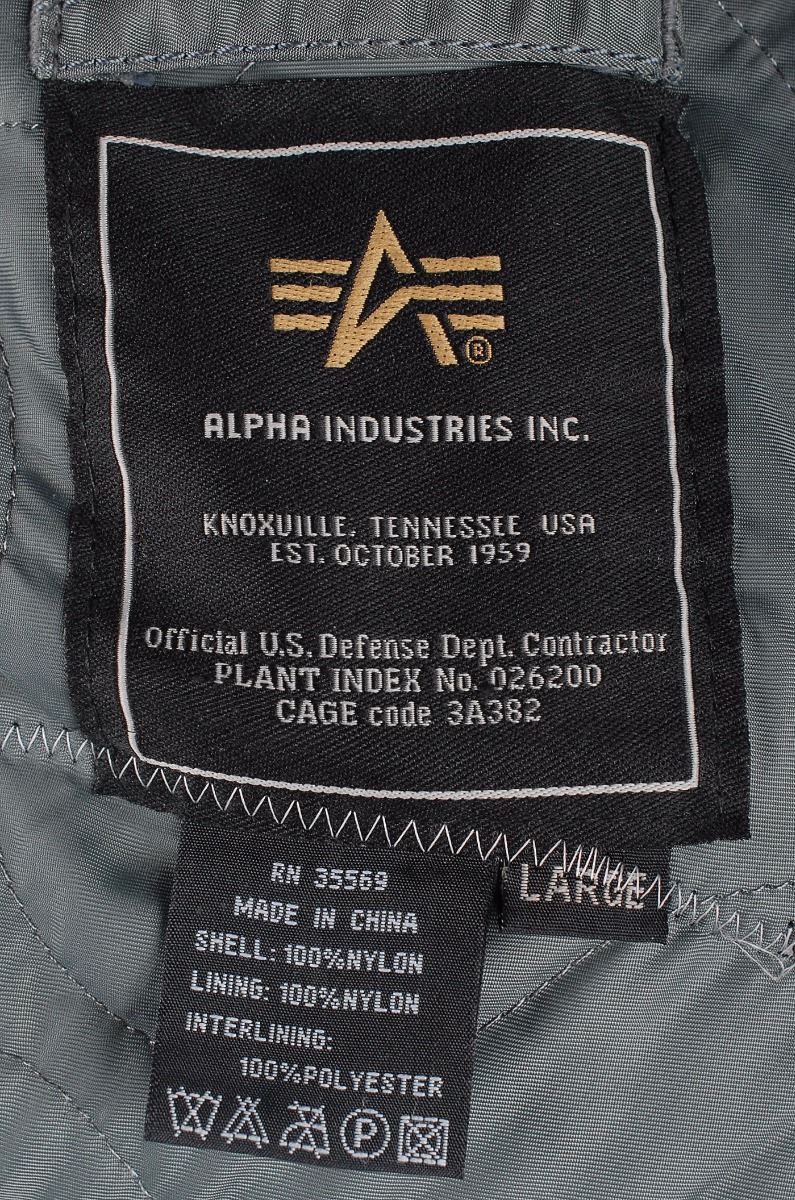 ®
ALPHA INDUSTRIES INC.
KNOXVILLE, TENNESSEE USA
EST. OCTOBER 1959
Official U.S. Defense Dept. Contractor
PLANT INDEX No. 026200
CAGE code 3A382
LARGE
RN 35569
MADE IN CHINA
SHELL: 100%NYLON
LINING: 100%NYLON
INTERLINING:
100%POLYESTER
P